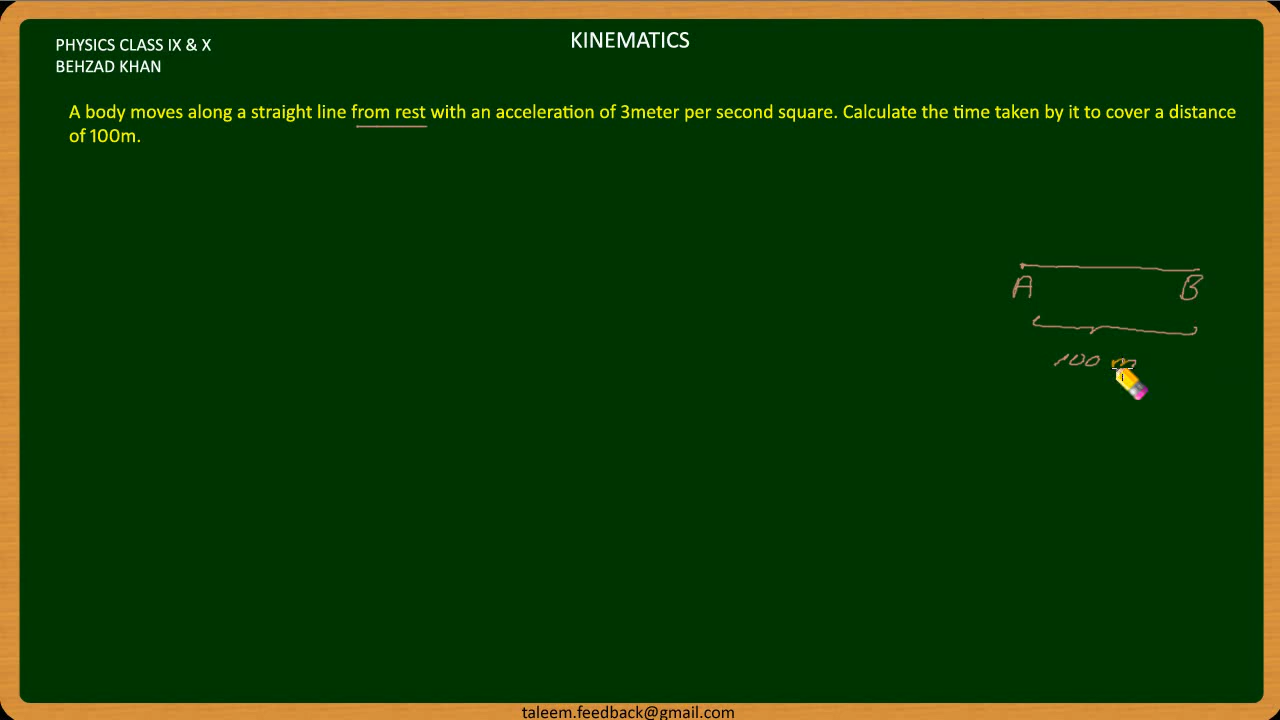 KINEMATICS
PHYSICS CLASS IX & X
BEHZAD KHAN
A body moves along a straight line from rest with an acceleration of 3meter per second square. Calculate the time taken by it to cover a distance
of 100m.
A B
100 m
taleem.feedback@gmail.com